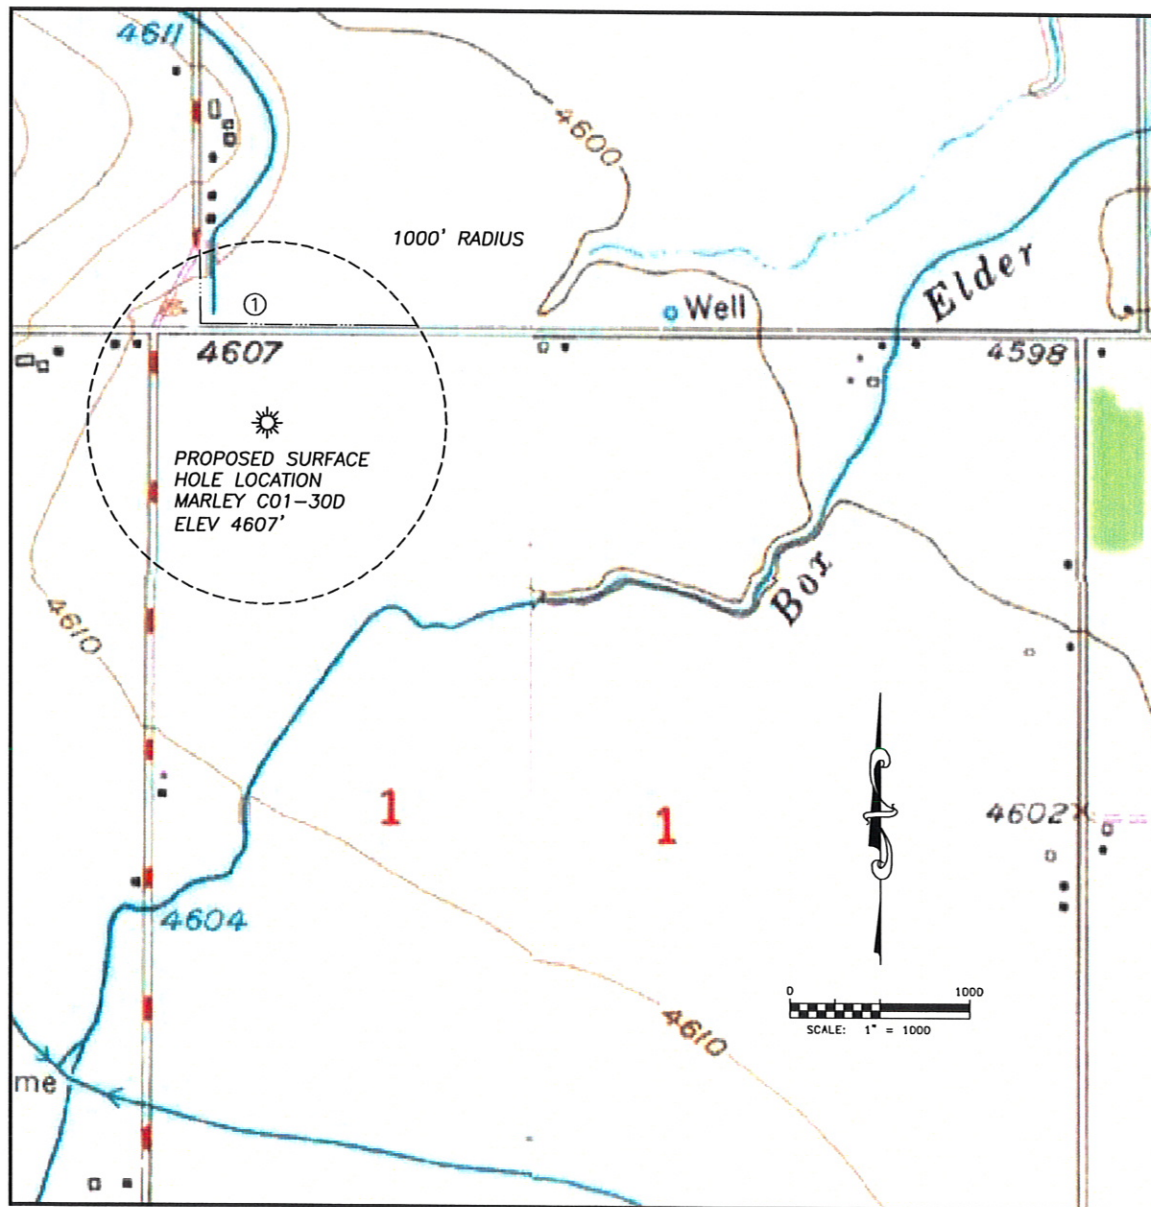 4611
4600
1000' RADIUS
Elder
1
Well
4607
4598
PROPOSED SURFACE
HOLE LOCATION
MARLEY C01-30D
ELEV 4607'
Box
4610
1
1
4602
4604
0 1000
SCALE: 1" = 1000
4610
me